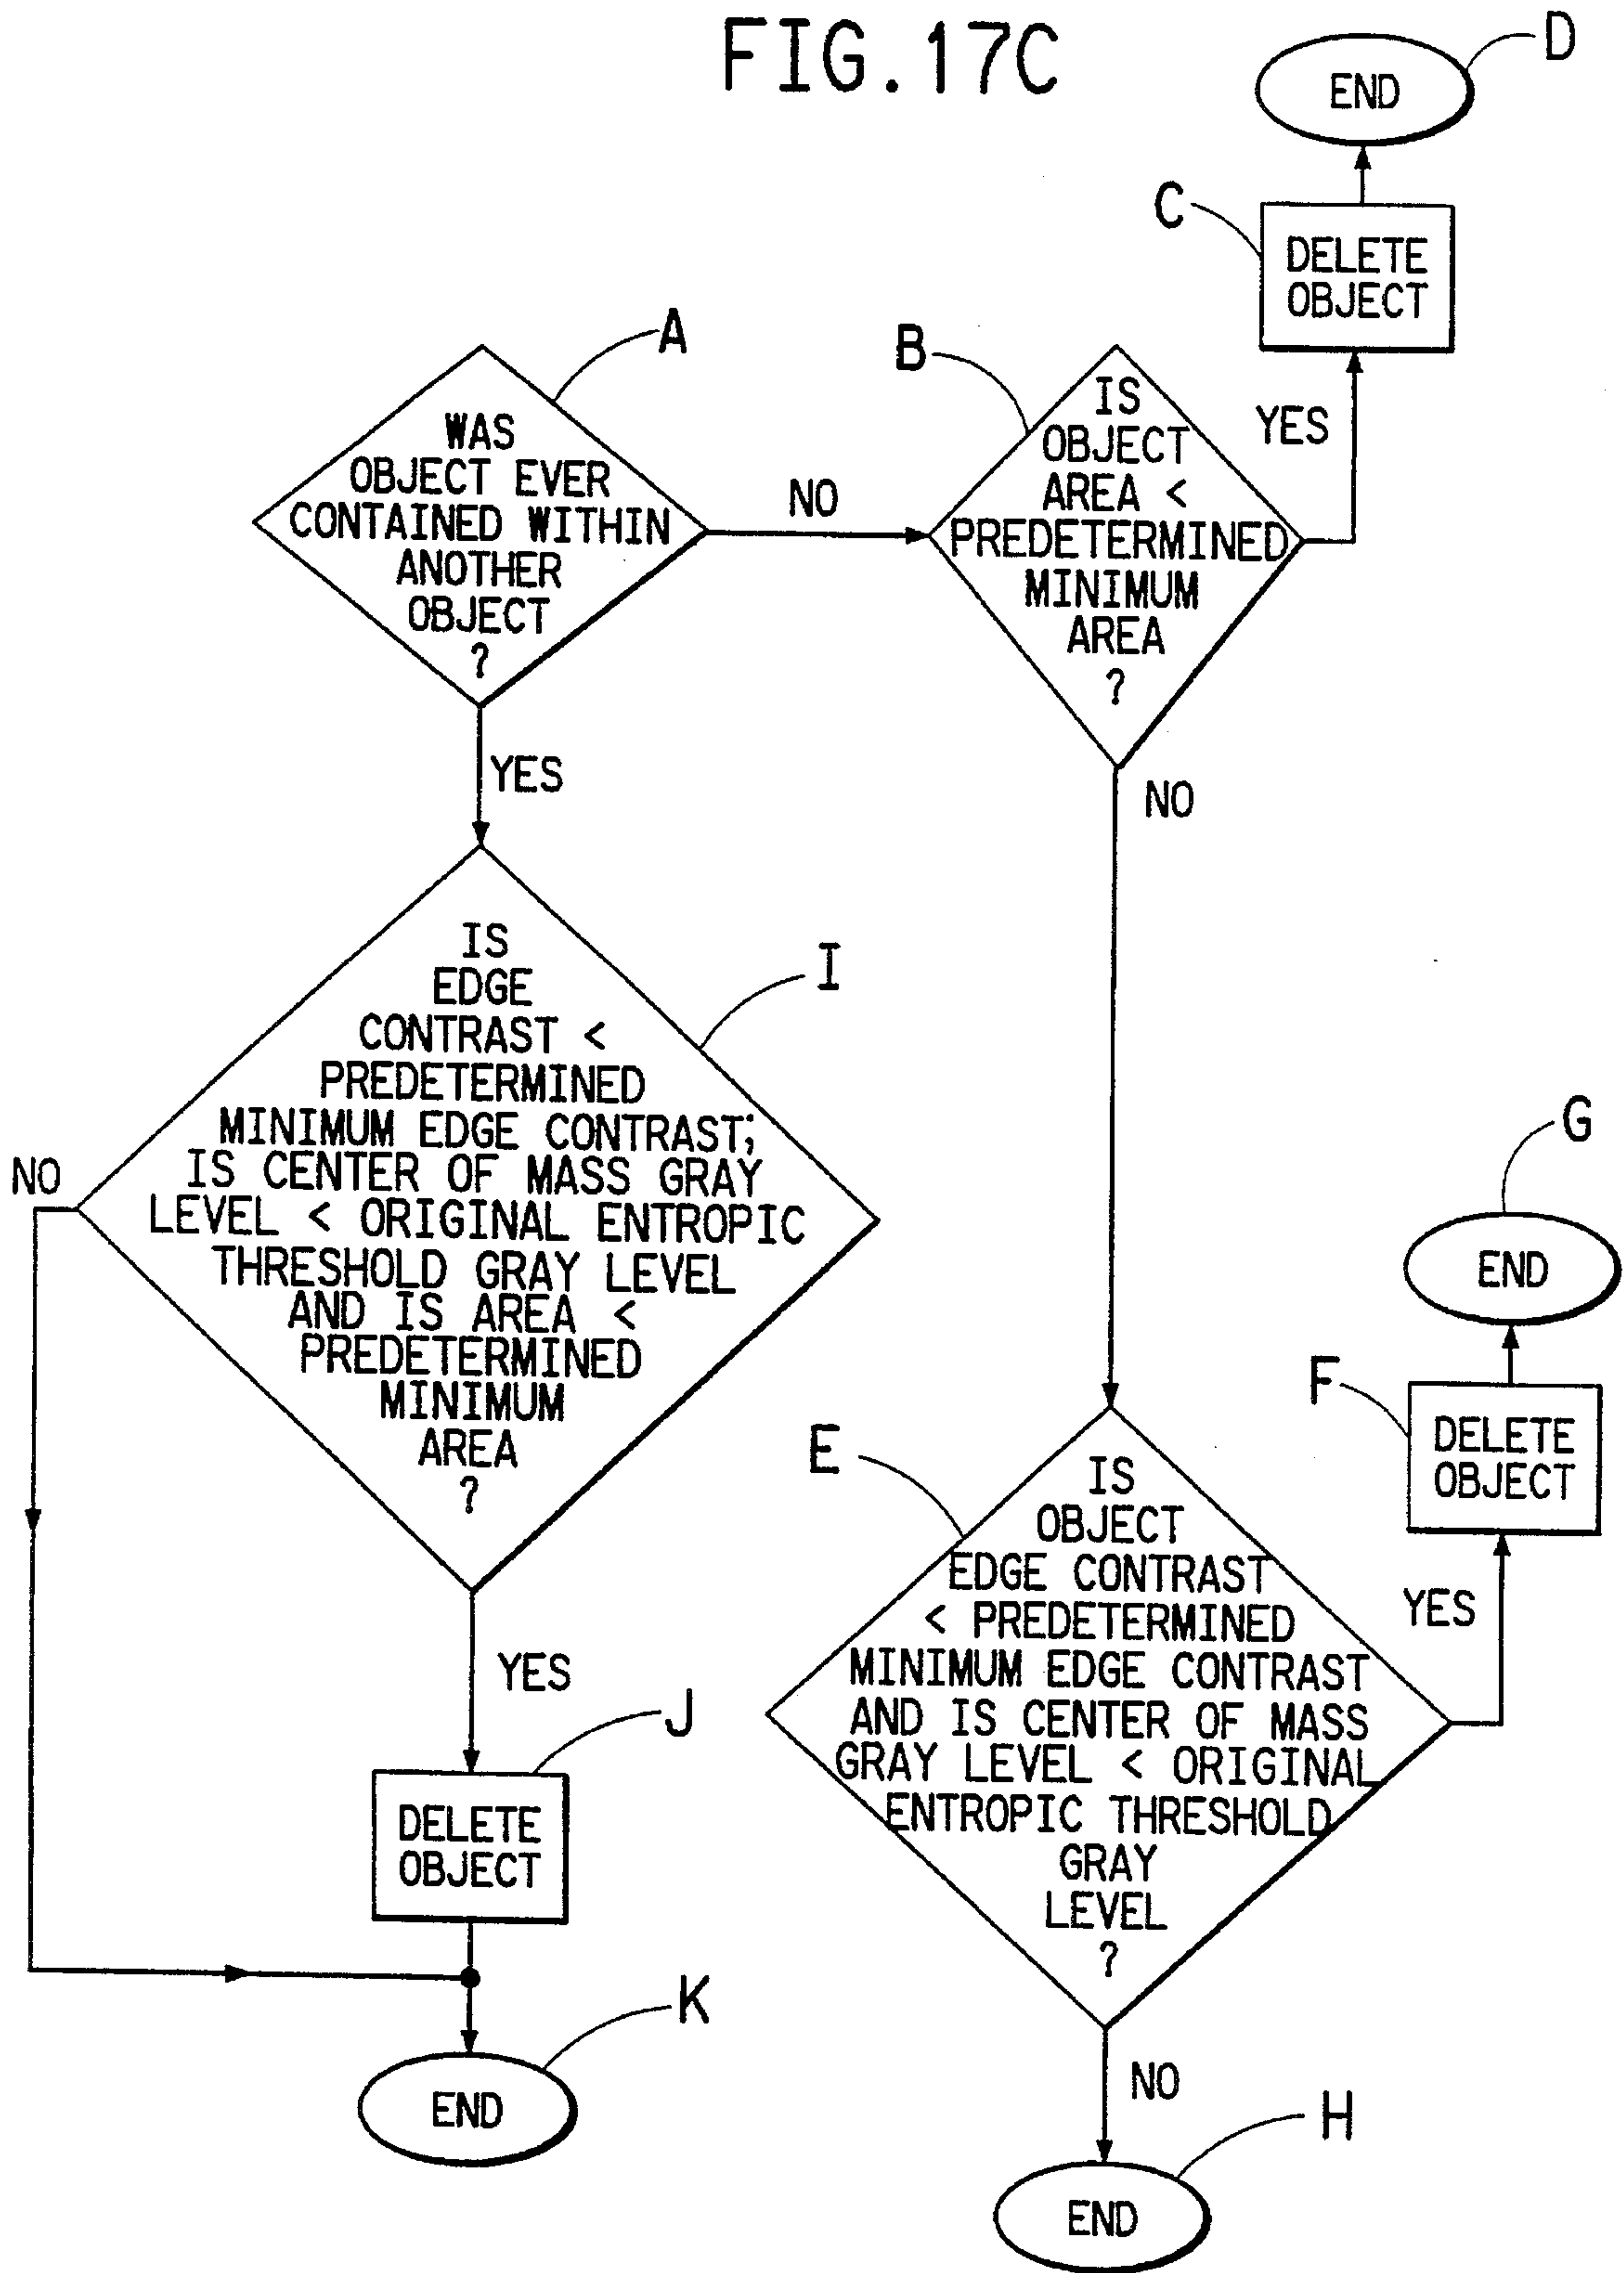 FIG.17C
D
END
C
DELETE
OBJECT
A
WAS
OBJECT EVER
CONTAINED WITHIN
ANOTHER
OBJECT
?
NO
B
IS
OBJECT
AREA <
PREDETERMINED
MINIMUM
AREA
?
YES
YES
NO
I
IS
EDGE
CONTRAST <
PREDETERMINED
MINIMUM EDGE CONTRAST;
IS CENTER OF MASS GRAY
LEVEL < ORIGINAL ENTROPIC
THRESHOLD GRAY LEVEL
AND IS AREA <
PREDETERMINED
MINIMUM
AREA
?
NO
YES
G
END
F
DELETE
OBJECT
YES
E
IS
OBJECT
EDGE CONTRAST
< PREDETERMINED
MINIMUM EDGE CONTRAST
AND IS CENTER OF MASS
GRAY LEVEL < ORIGINAL
ENTROPIC THRESHOLD
GRAY
LEVEL
?
J
DELETE
OBJECT
K
END
NO
H
END